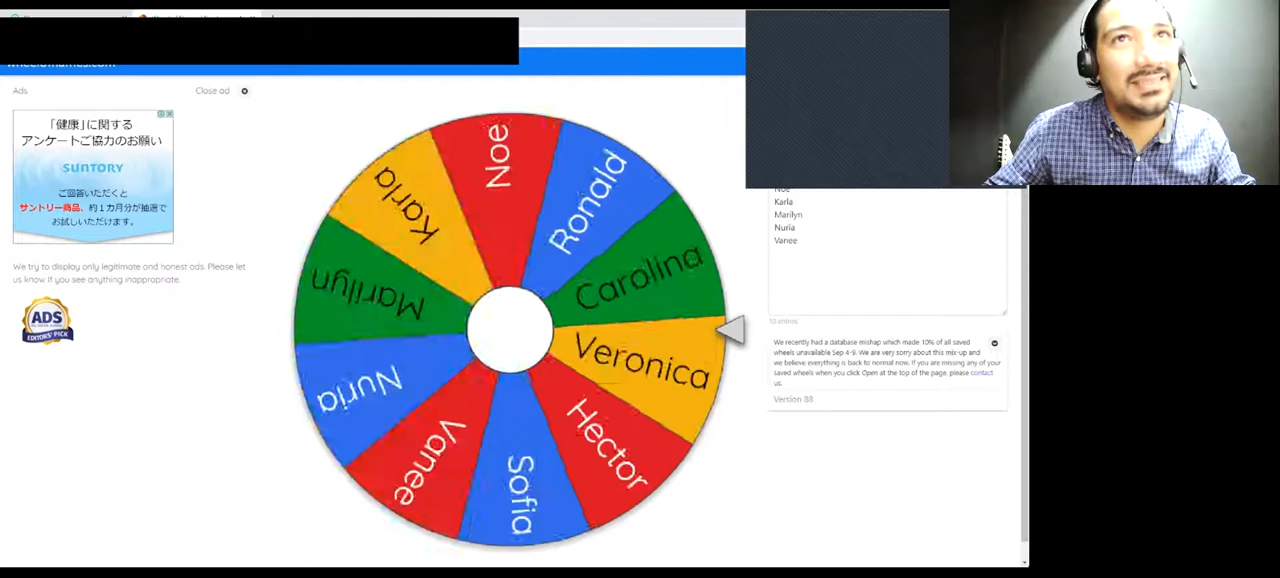 Ads
Close ad
「健康」に関する
アンケートご協力のお願い
SUNTORY
ご回答いただくと
サントリー商品、約1カ月分が抽選で
お試しいただけます。
We try to display only legitimate and honest ads. Please let
us know if you see anything inappropriate.
ADS
EDITORS' PICK
Noe
Ronald
Carolina
Veronica
Hector
Sofia
Vanee
Nuria
Marilyn
Karla
Noe
Karla
Marilyn
Nuria
Vanee
10 entries
We recently had a database mishap which made 10% of all saved
wheels unavailable Sep 4-9. We are very sorry about this mix-up and
we believe everything is back to normal now. If you are missing any of your
saved wheels when you click Open at the top of the page, please contact
us.
Version 88